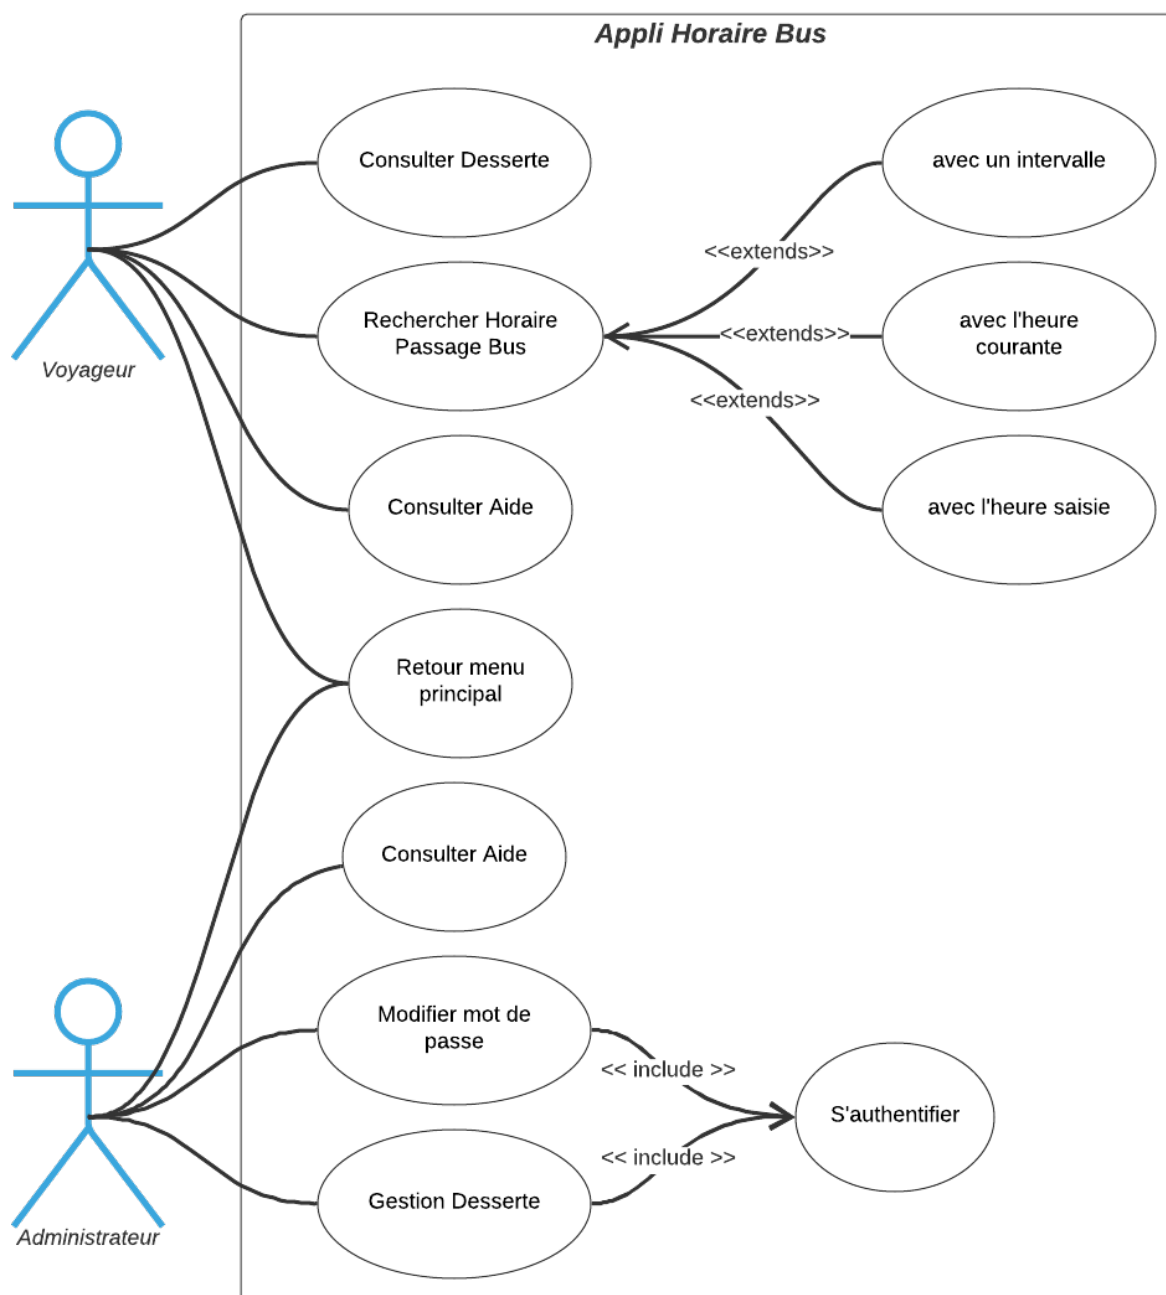 Appli Horaire Bus
Consulter Desserte
avec un intervalle
<<extends>>
Rechercher Horaire
Passage Bus
<<extends>>
avec l'heure
courante
Voyageur
<<extends>>
Consulter Aide
avec l'heure saisie
Retour menu
principal
Consulter Aide
Modifier mot de
passe
<< include >>
S'authentifier
<< include >>
Gestion Desserte
Administrateur